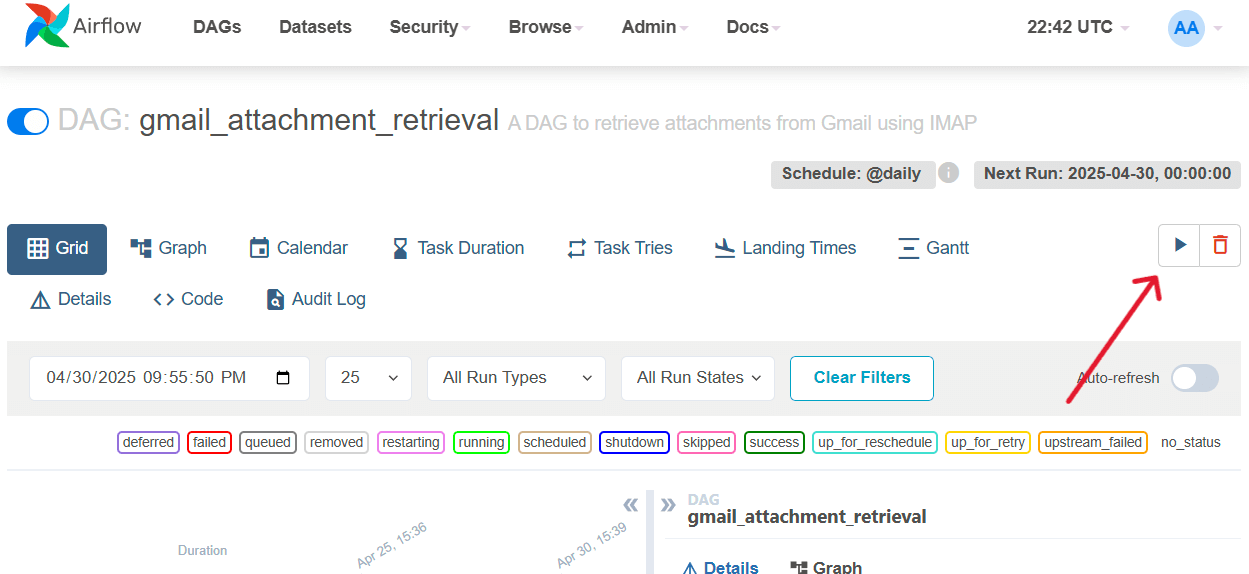 Airflow DAGs Datasets Security Browse Admin Docs 22:42 UTC AA
DAG: gmail_attachment_retrieval A DAG to retrieve attachments from Gmail using IMAP
Schedule: @daily i Next Run: 2025-04-30, 00:00:00
Grid Graph Calendar Task Duration Task Tries Landing Times Gantt
Details Code Audit Log
04/30/2025 09:55:50 PM 25 All Run Types All Run States Clear Filters Auto-refresh
deferred failed queued removed restarting running scheduled shutdown skipped success up_for_reschedule up_for_retry upstream_failed no_status
DAG
gmail_attachment_retrieval
Duration Apr 25, 15:36 Apr 30, 15:39
Details Graph